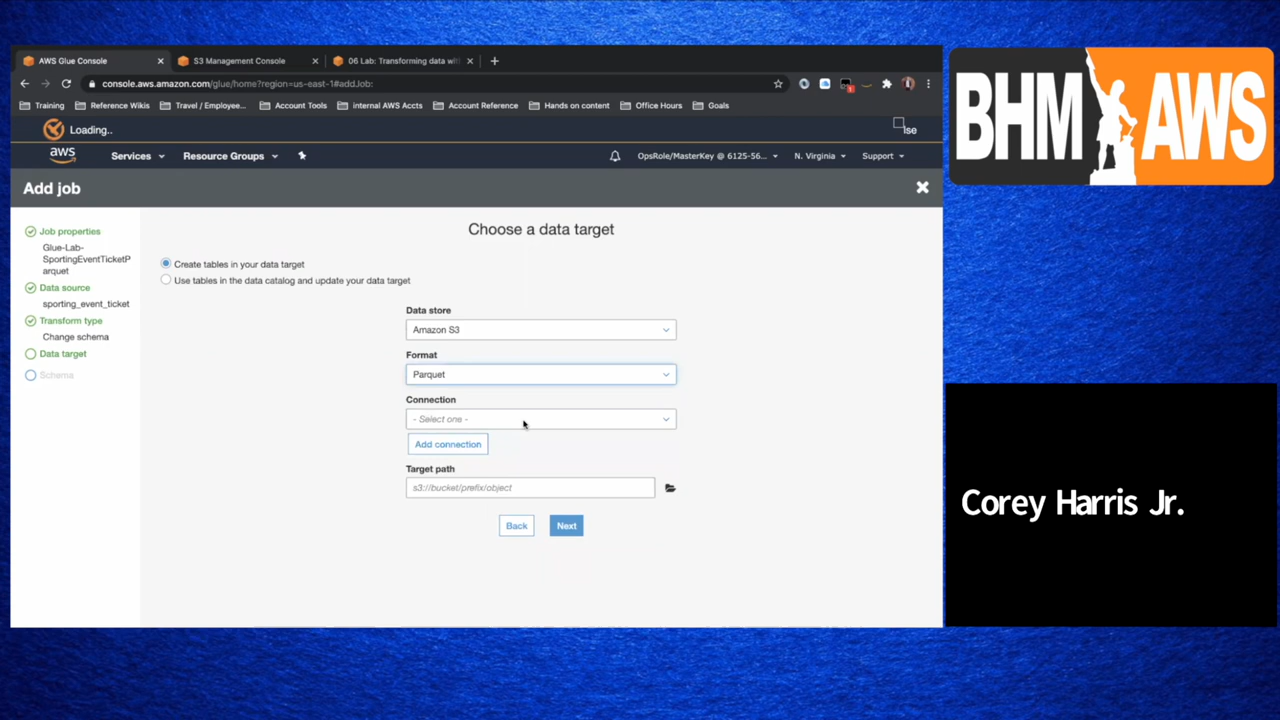 AWS Glue Console
S3 Management Console
06 Lab: Transforming data wit
console.aws.amazon.com/glue/home?region=us-east-1#addJob:
Training
Reference Wikis
Travel / Employee...
Account Tools
internal AWS Accts
Account Reference
Hands on content
Office Hours
Goals
Loading..
lse
aws
Services
Resource Groups
OpsRole/MasterKey @ 6125-56...
N. Virginia
Support
Add job
Job properties
Glue-Lab-
SportingEventTicketP
arquet
Data source
sporting_event_ticket
Transform type
Change schema
Data target
Schema
Choose a data target
Create tables in your data target
Use tables in the data catalog and update your data target
Data store
Amazon S3
Format
Parquet
Connection
- Select one -
Add connection
Target path
s3://bucket/prefix/object
Back
Next
BHM AWS
Corey Harris Jr.